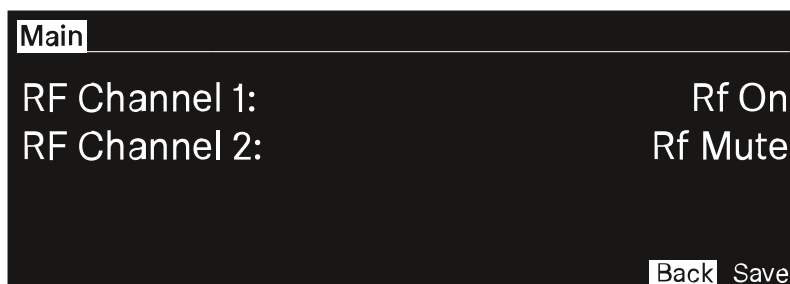 Main
RF Channel 1: Rf On
RF Channel 2: Rf Mute
Back Save